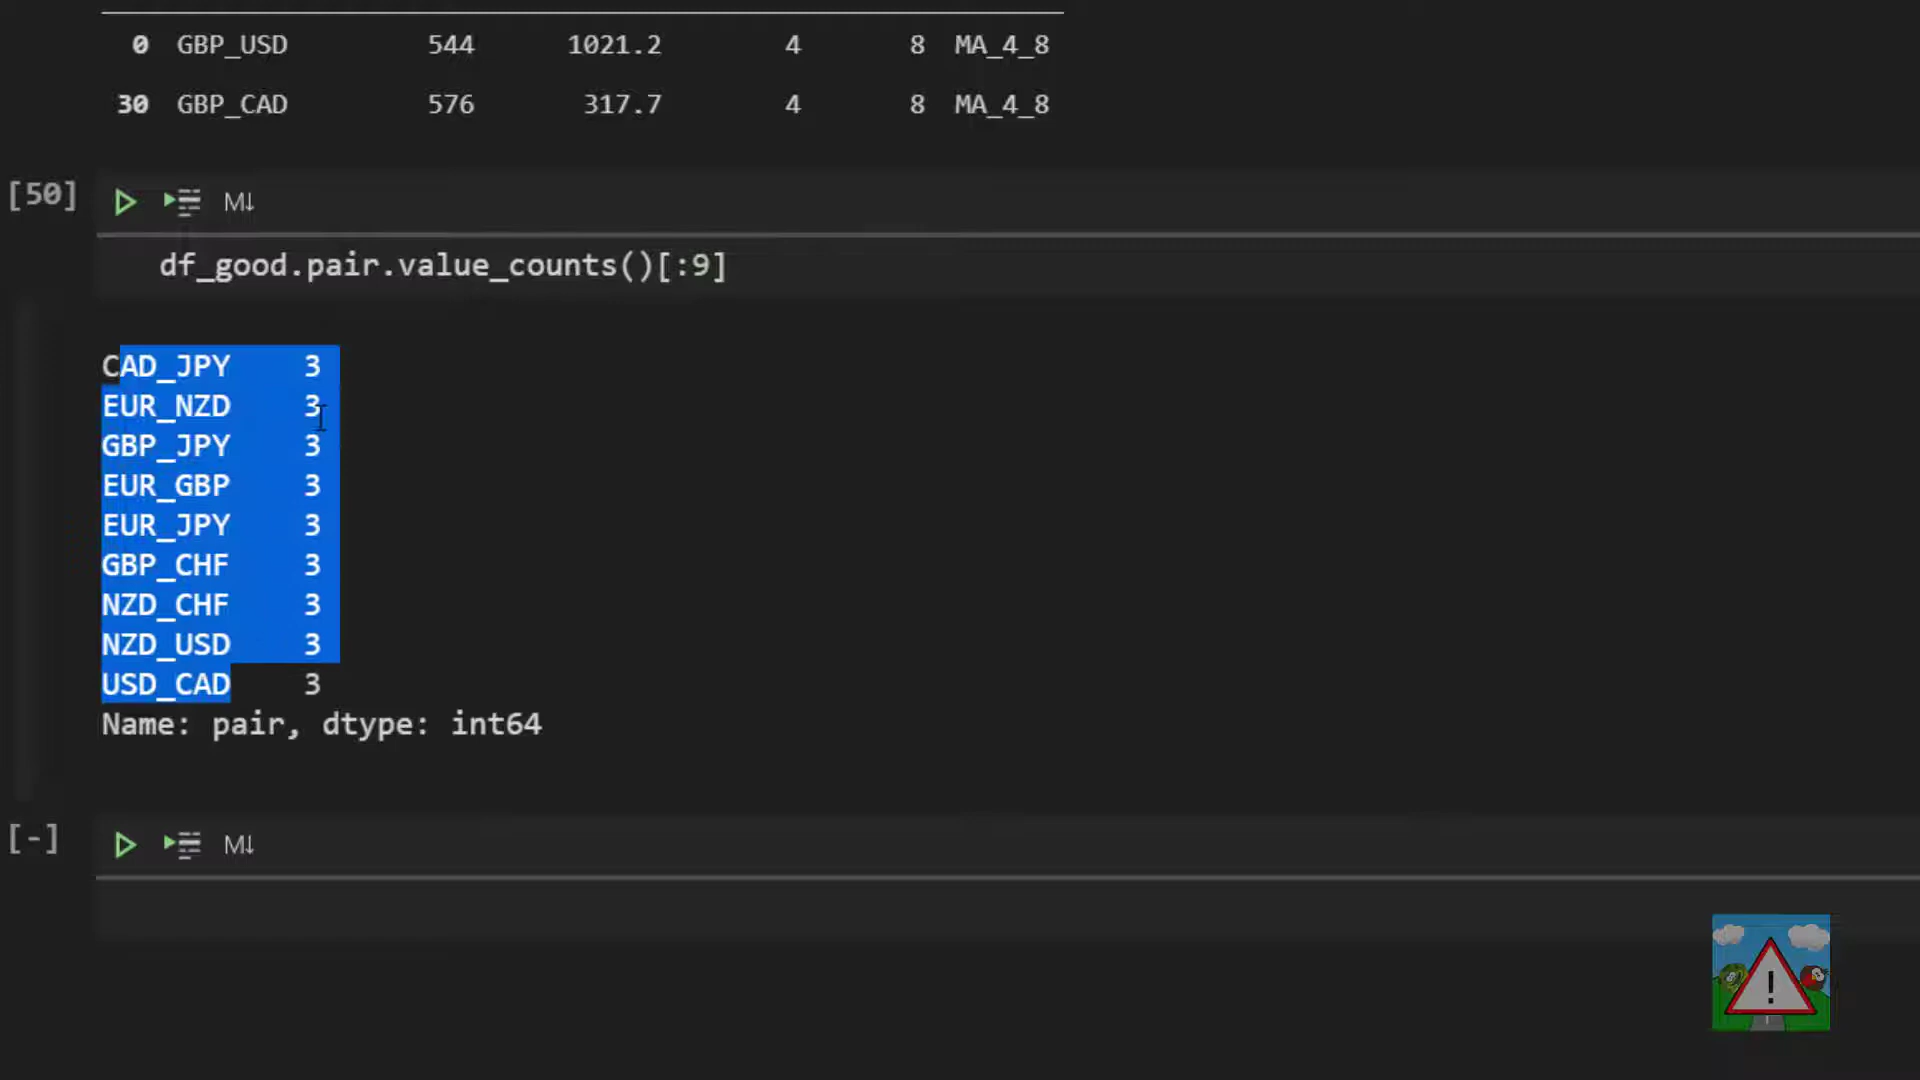 0 GBP_USD 544 1021.2 4 8 MA_4_8
30 GBP_CAD 576 317.7 4 8 MA_4_8
[50] M↓
df_good.pair.value_counts()[:9]
CAD_JPY 3
EUR_NZD 3
GBP_JPY 3
EUR_GBP 3
EUR_JPY 3
GBP_CHF 3
NZD_CHF 3
NZD_USD 3
USD_CAD 3
Name: pair, dtype: int64
[-] M↓
!